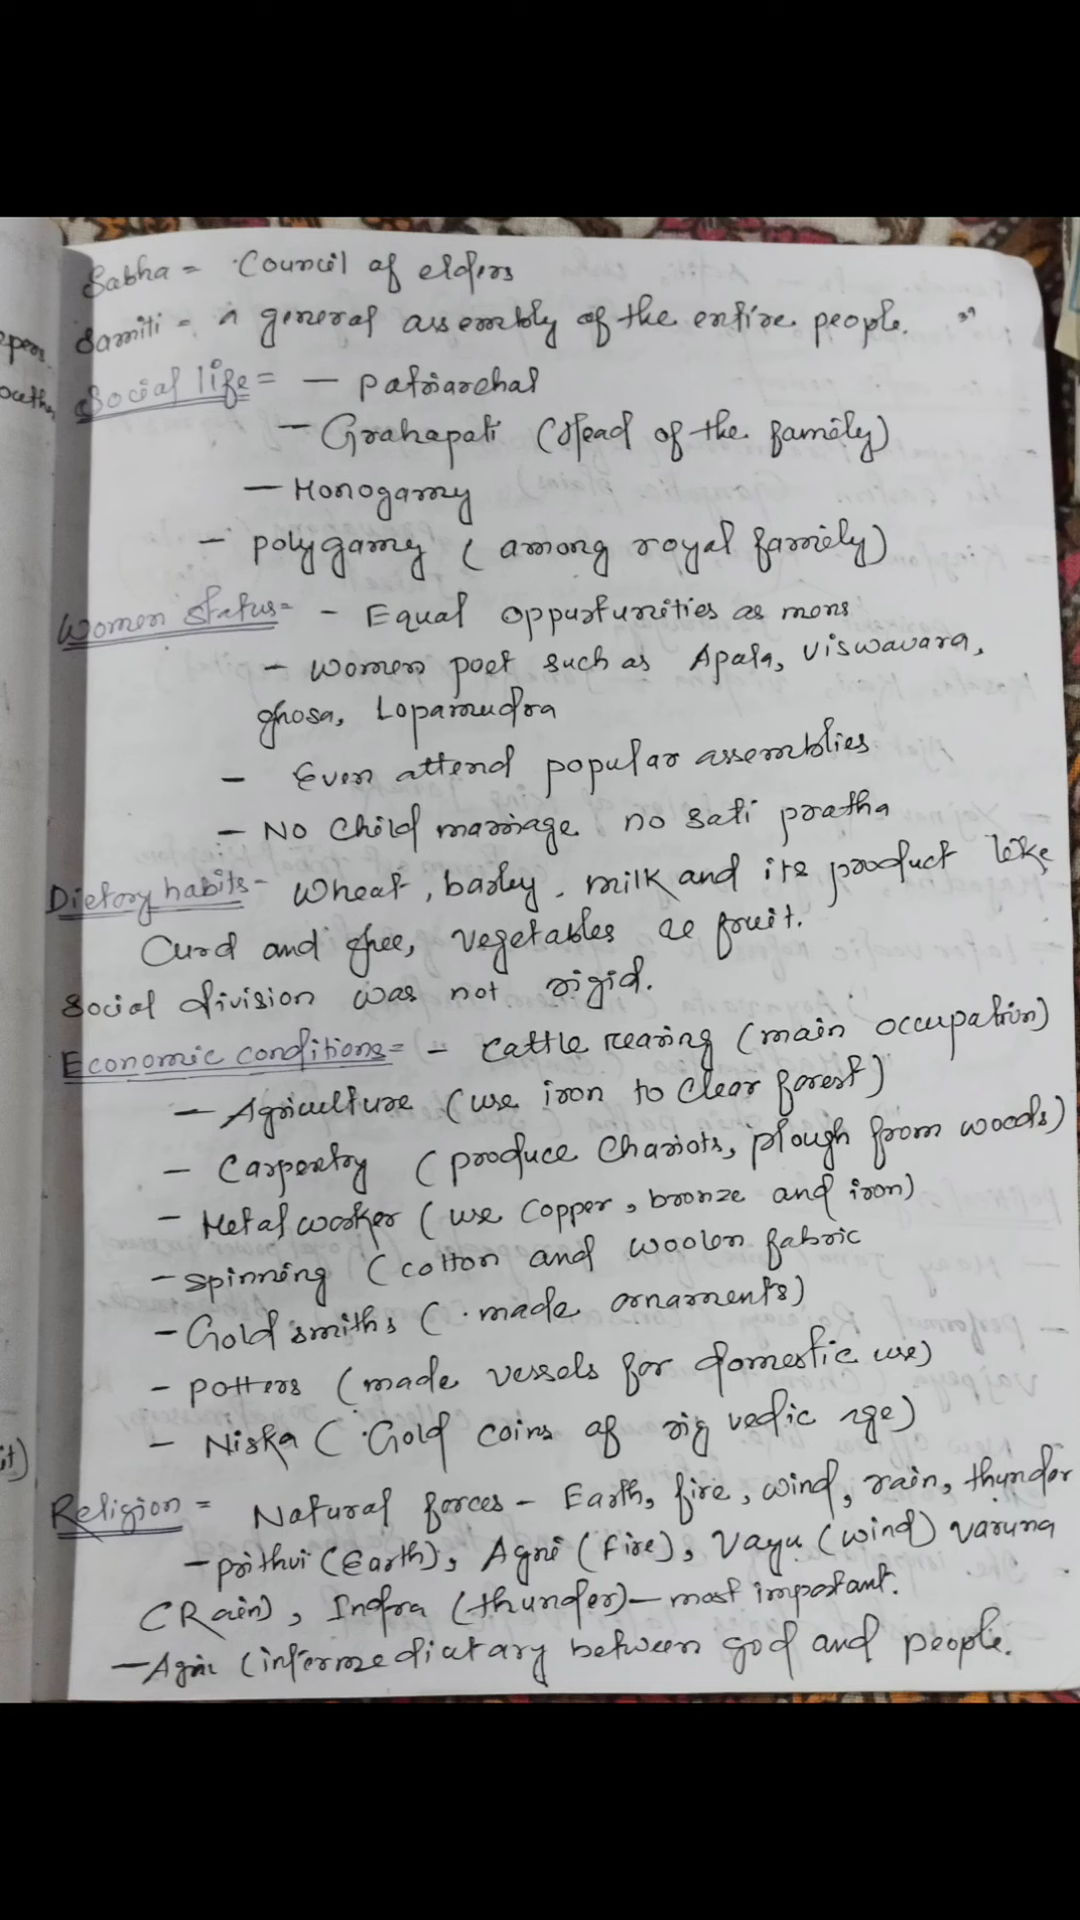 Sabha = Council of elders
Samiti = A general assembly of the entire people.
Social life = - Patriarchal
- Grahapati (Head of the family)
- Monogamy
- polygamy (among royal family)
Women status = - Equal oppurtunities as mens
- women poet such as Apala, Viswavara,
ghosa, Lopamudra
- Even attend popular assemblies
- No Child marriage no sati pratha
Dietary habits - Wheat, barley, milk and its product like
Curd and ghee, vegetables & fruit.
Social division was not rigid.
Economic conditions = - Cattle rearing (main occupation)
- Agriculture (use iron to clear forest)
- Carpentry (produce Chariots, plough from woods)
- Metal worker (use copper, bronze and iron)
- Spinning (cotton and woolen fabric
- Gold smiths (made ornaments)
- Potters (made vessels for domestic use)
- Niska (Gold coins of rig vedic age)
Religion = Natural forces - Earth, fire, wind, rain, thunder
- prithvi (Earth), Agni (fire), Vayu (wind) varuna
(Rain), Indra (thunder) - most important.
- Agni (intermediatary between god and people.